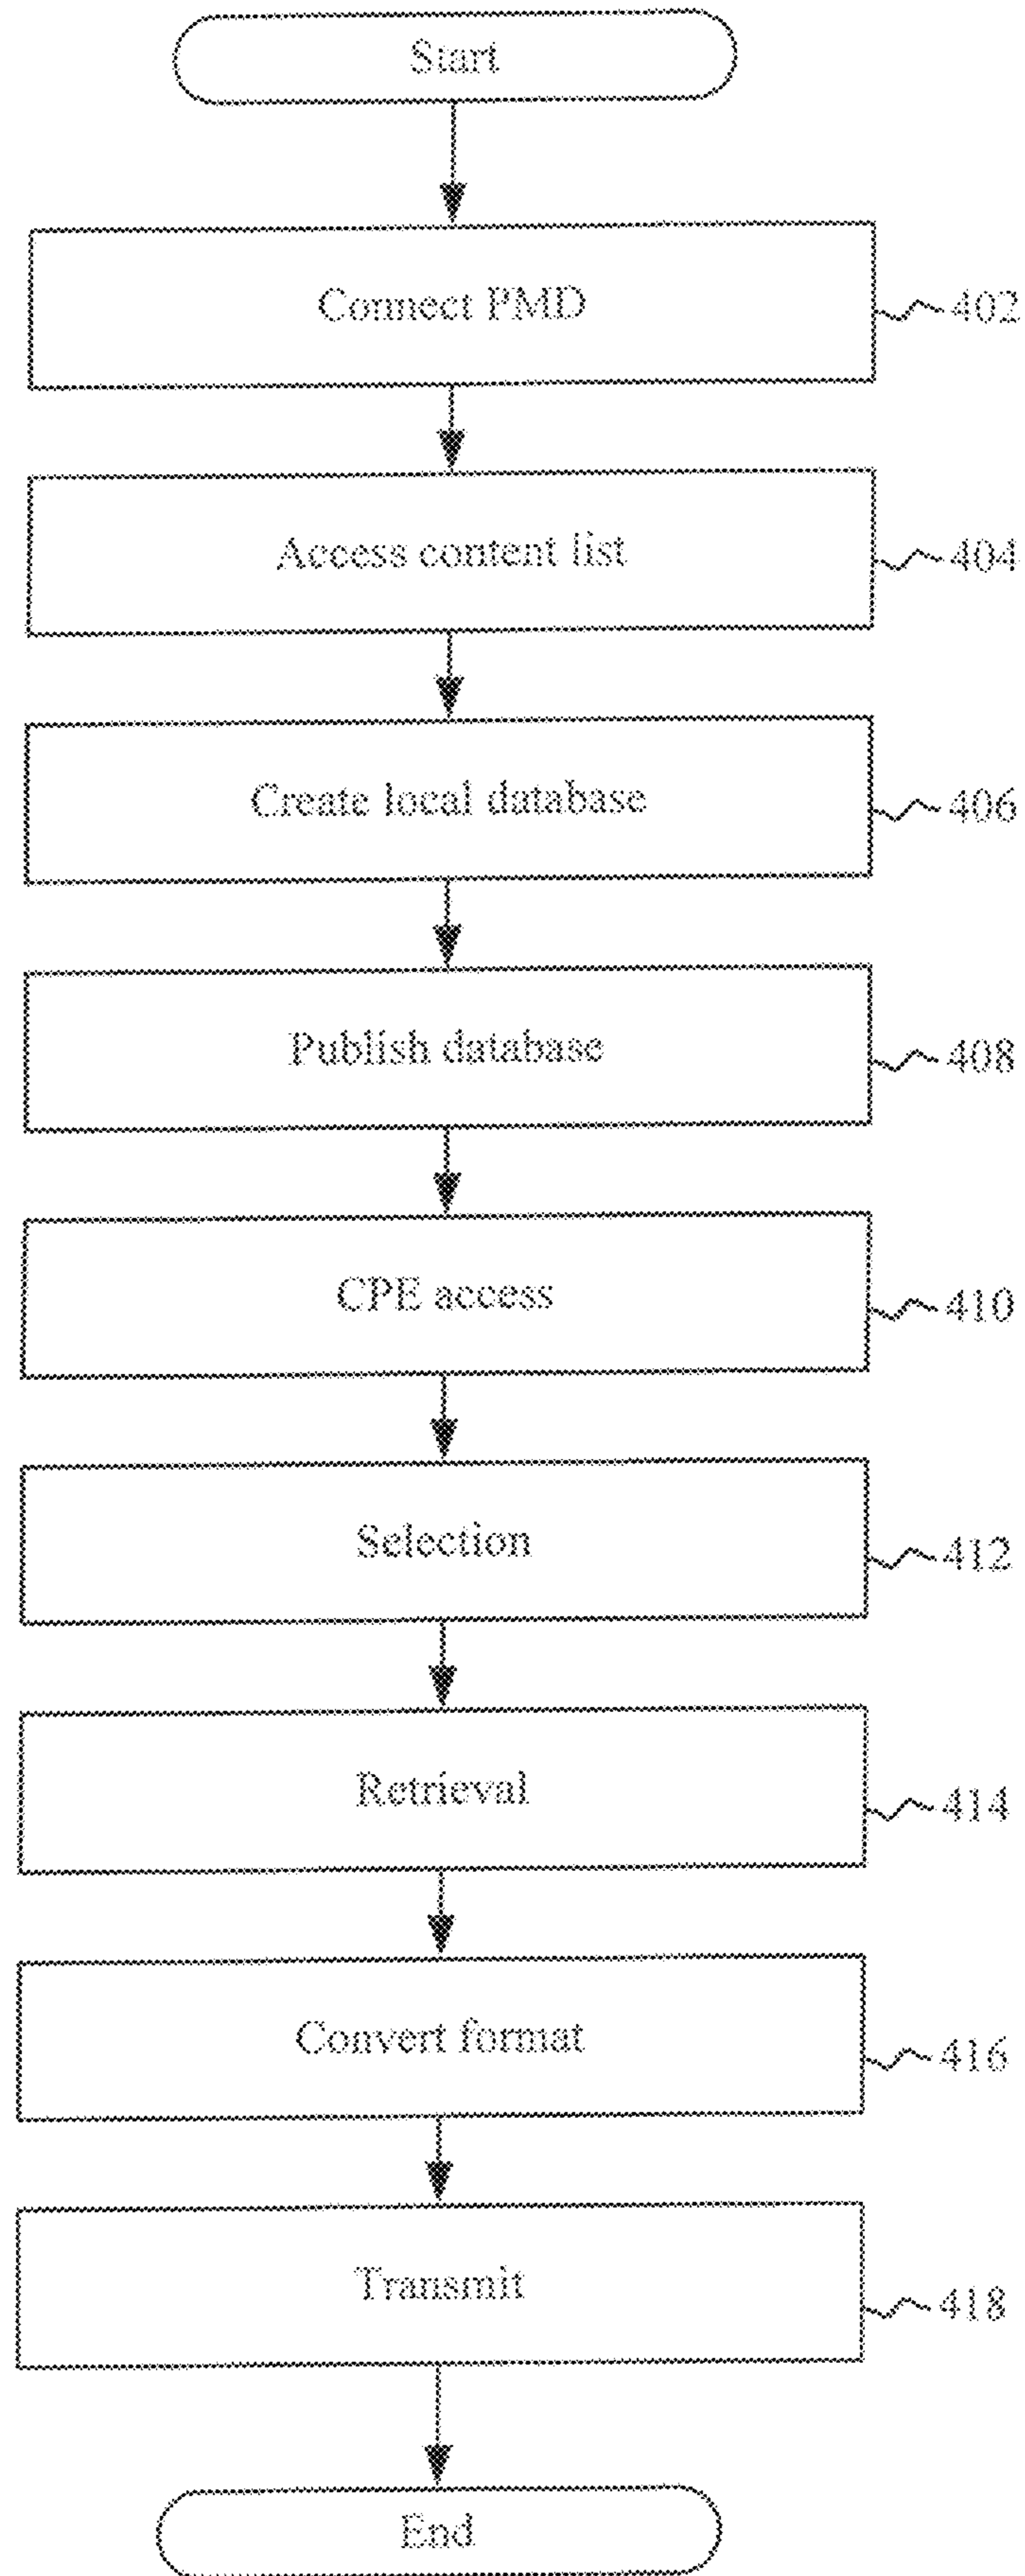 Start
Connect PMD
402
Access content list
404
Create local database
406
Publish database
408
CPE access
410
Selection
412
Retrieval
414
Convert format
416
Transmit
418
End